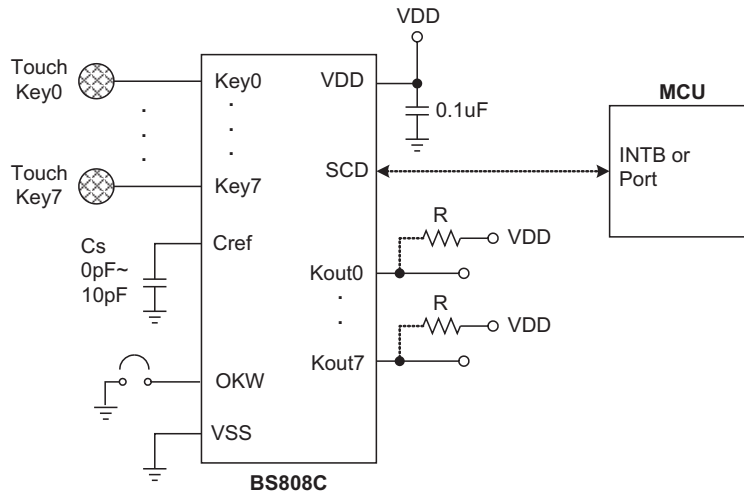 VDD
Touch
Key0
Key0
VDD
0.1uF
MCU
INTB or
Port
SCD
Touch
Key7
Key7
R
VDD
Cs
0pF~
10pF
Cref
Kout0
R
VDD
Kout7
OKW
VSS
BS808C